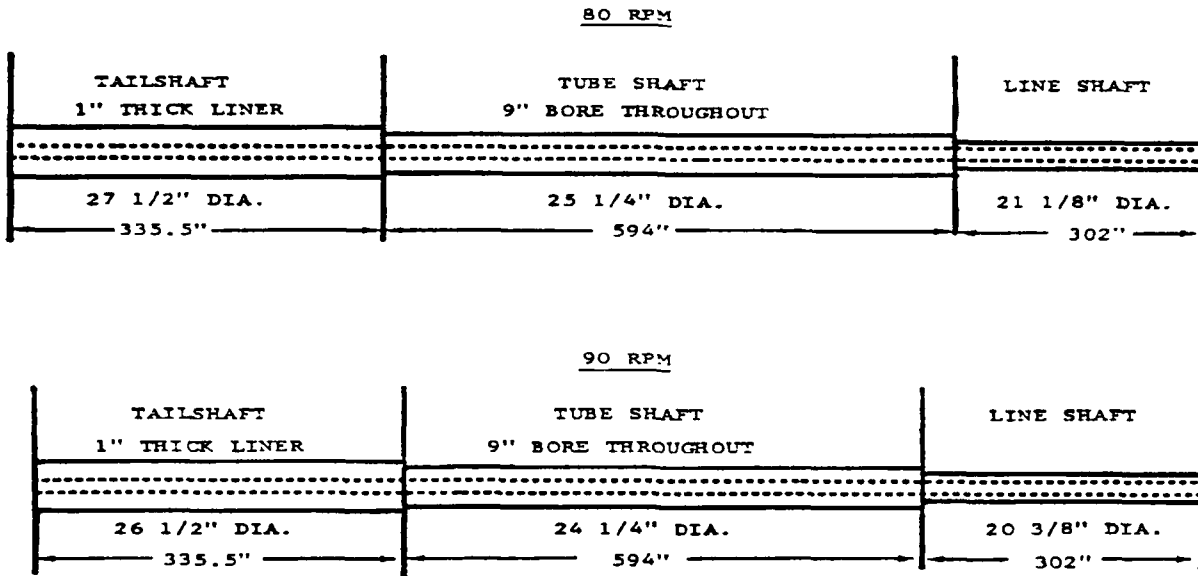 80 RPM
TAILSHAFT TUBE SHAFT LINE SHAFT
1" THICK LINER 9" BORE THROUGHOUT
27 1/2" DIA. 25 1/4" DIA. 21 1/8" DIA.
335.5" 594" 302"
90 RPM
TAILSHAFT TUBE SHAFT LINE SHAFT
1" THICK LINER 9" BORE THROUGHOUT
26 1/2" DIA. 24 1/4" DIA. 20 3/8" DIA.
335.5" 594" 302"